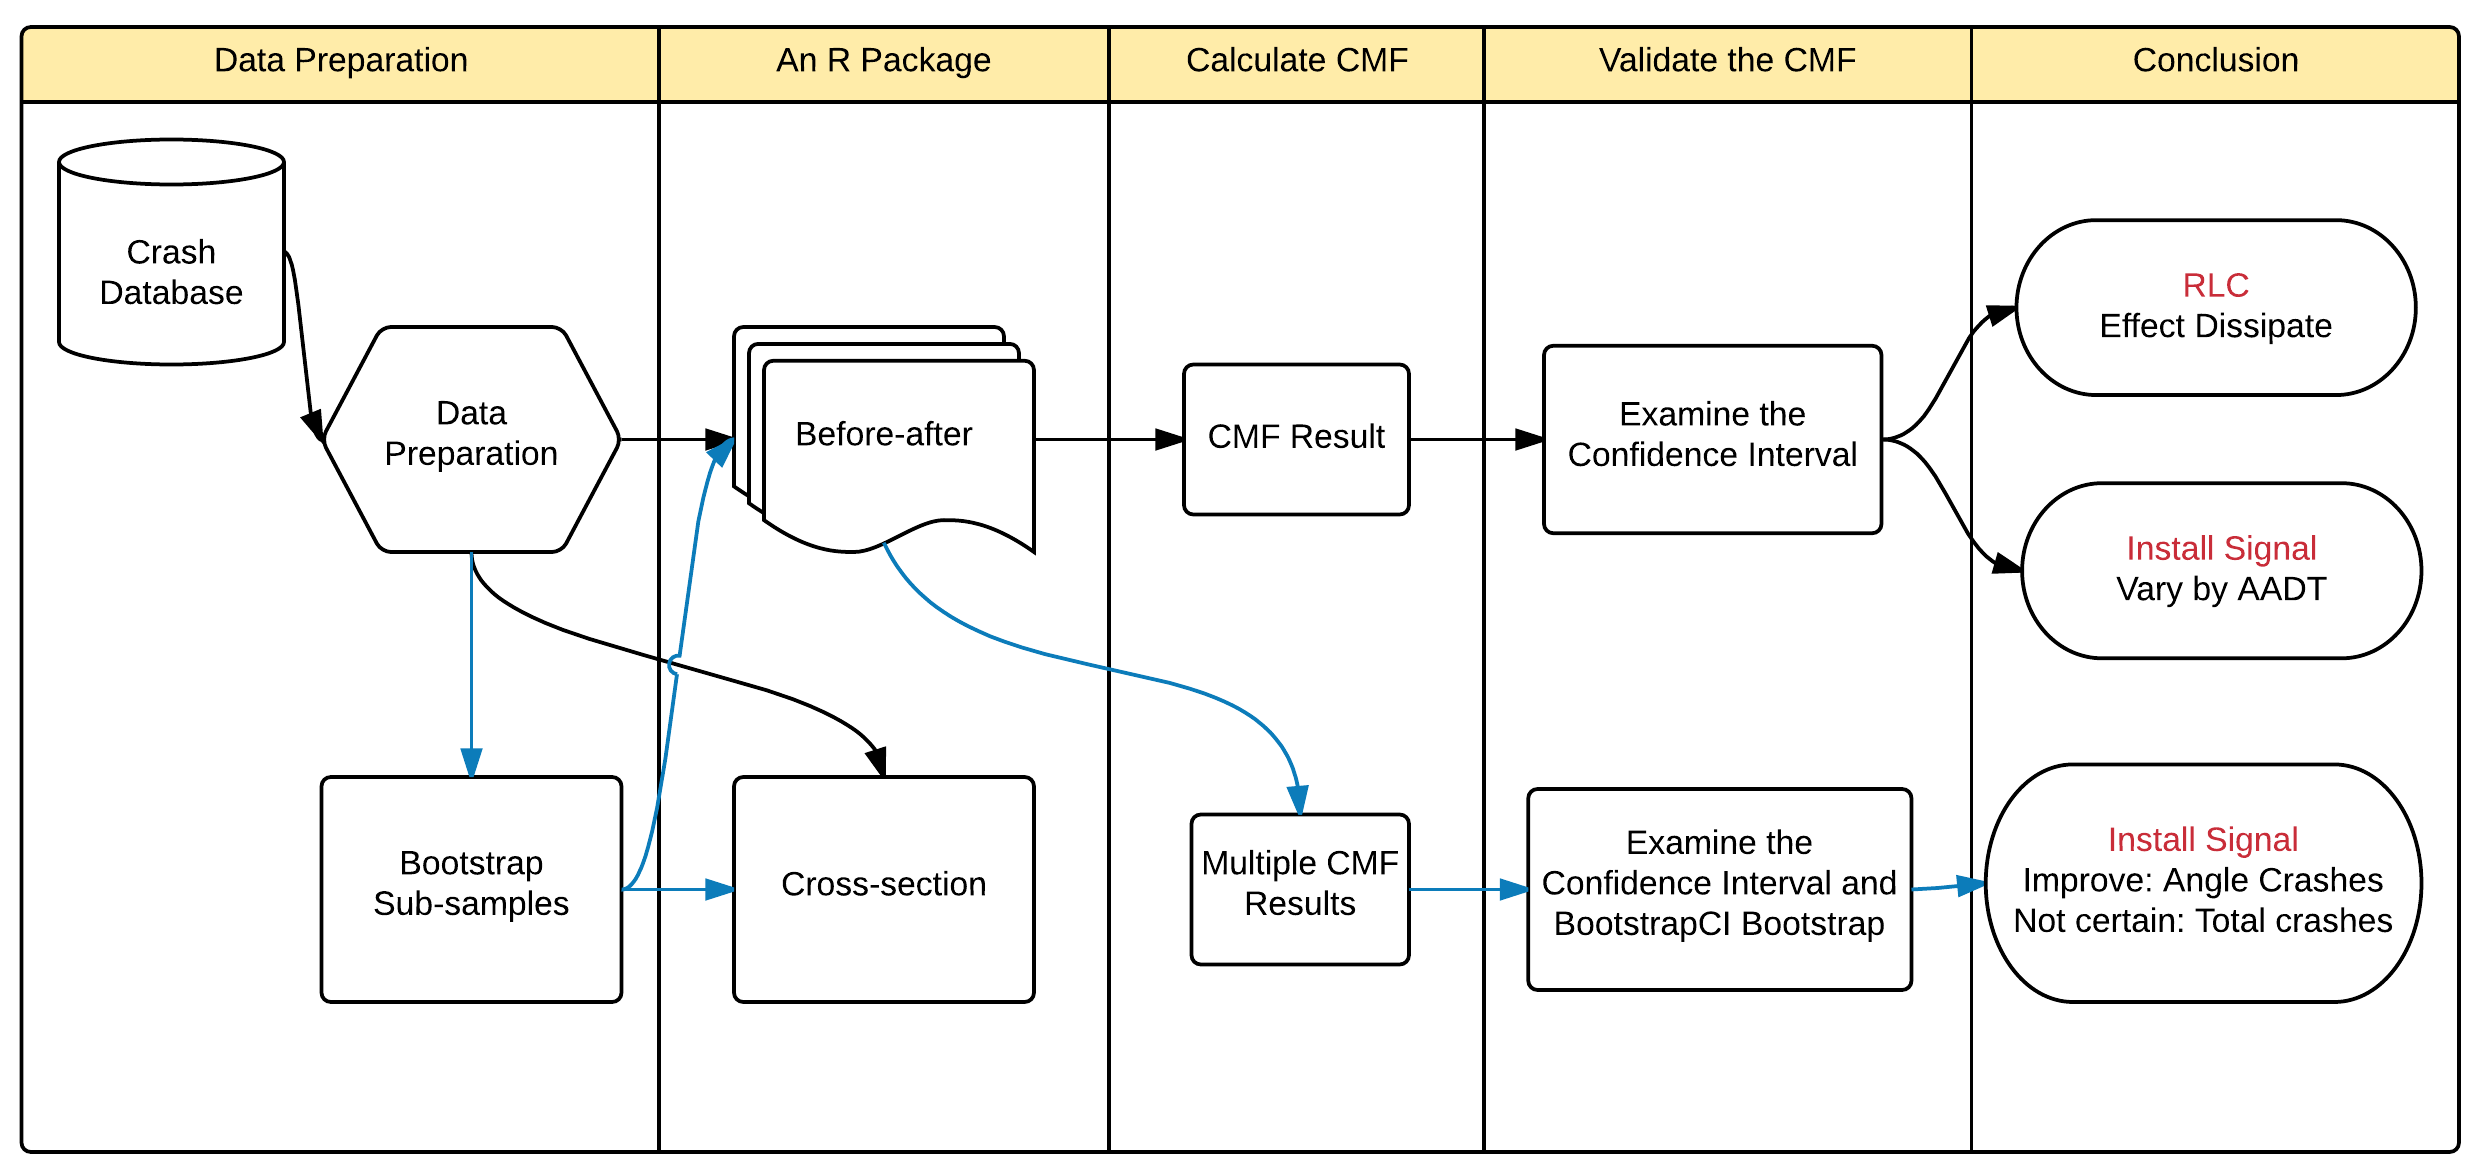 Data Preparation
An R Package
Calculate CMF
Validate the CMF
Conclusion
Crash
Database
Data
Preparation
Bootstrap
Sub-samples
Before-after
Cross-section
CMF Result
Multiple CMF
Results
Examine the
Confidence Interval
Examine the
Confidence Interval and
BootstrapCI Bootstrap
RLC
Effect Dissipate
Install Signal
Vary by AADT
Install Signal
Improve: Angle Crashes
Not certain: Total crashes